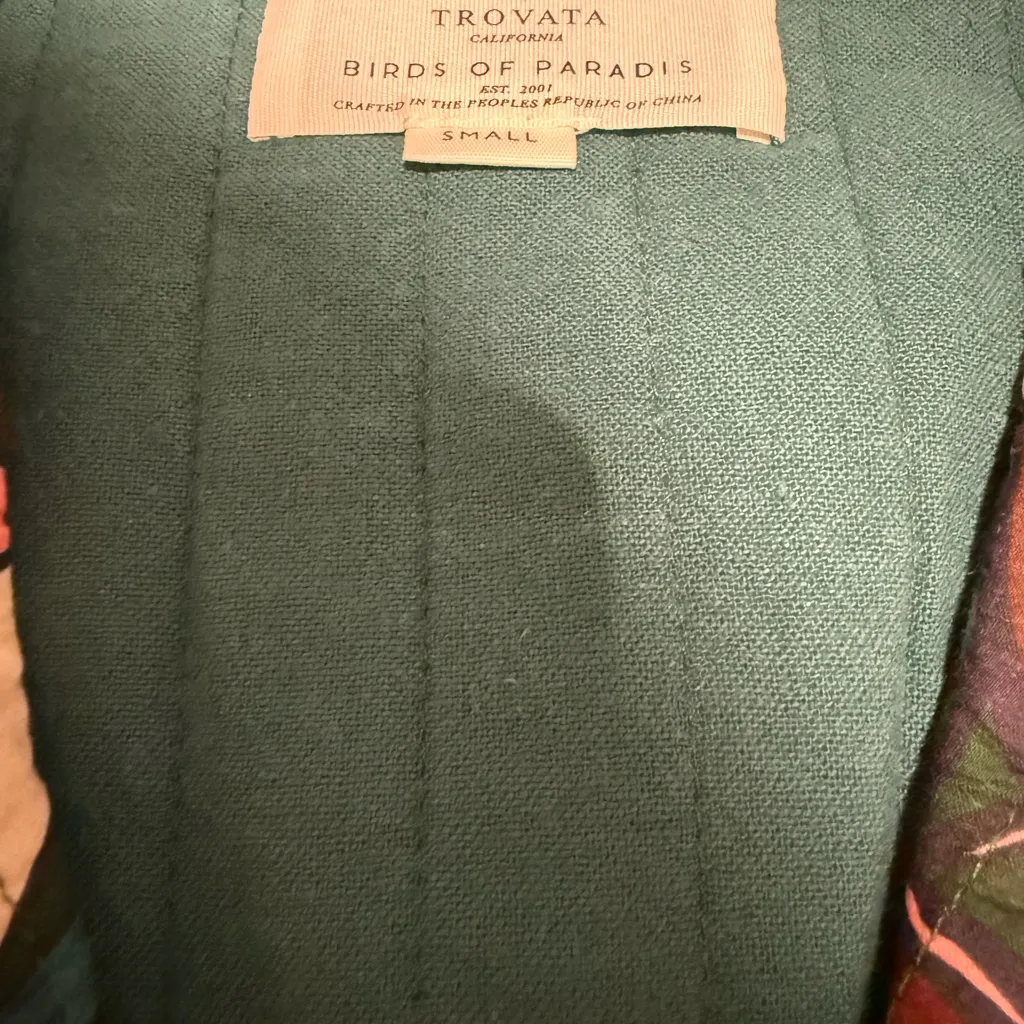 TROVATA
CALIFORNIA
BIRDS OF PARADIS
EST. 2001
CRAFTED IN THE PEOPLES REPUBLIC OF CHINA
SMALL